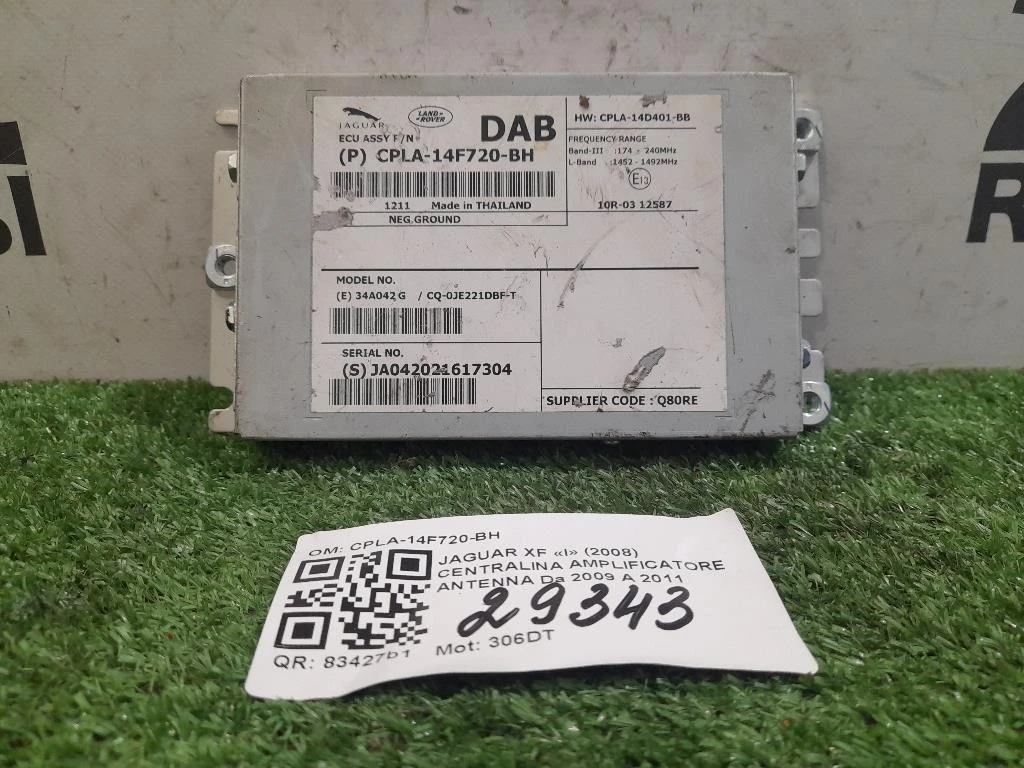 JAGUAR
LAND ROVER
DAB
ECU ASSY P/N
(P) CPLA-14F720-BH
1211 Made in THAILAND
NEG.GROUND
HW: CPLA-14D401-BB
FREQUENCY RANGE
Band-III :174 - 240MHz
L-Band :1452 - 1492MHz
E13
10R-03 12587
MODEL NO.
(E) 34A042 G / CQ-0JE221DBF-T
SERIAL NO.
(S) JA042021617304
SUPPLIER CODE : Q80RE
OM: CPLA-14F720-BH
JAGUAR XF «I» (2008)
CENTRALINA AMPLIFICATORE
ANTENNA Da 2009 A 2011
29343
Mot: 306DT
QR: 83427b1